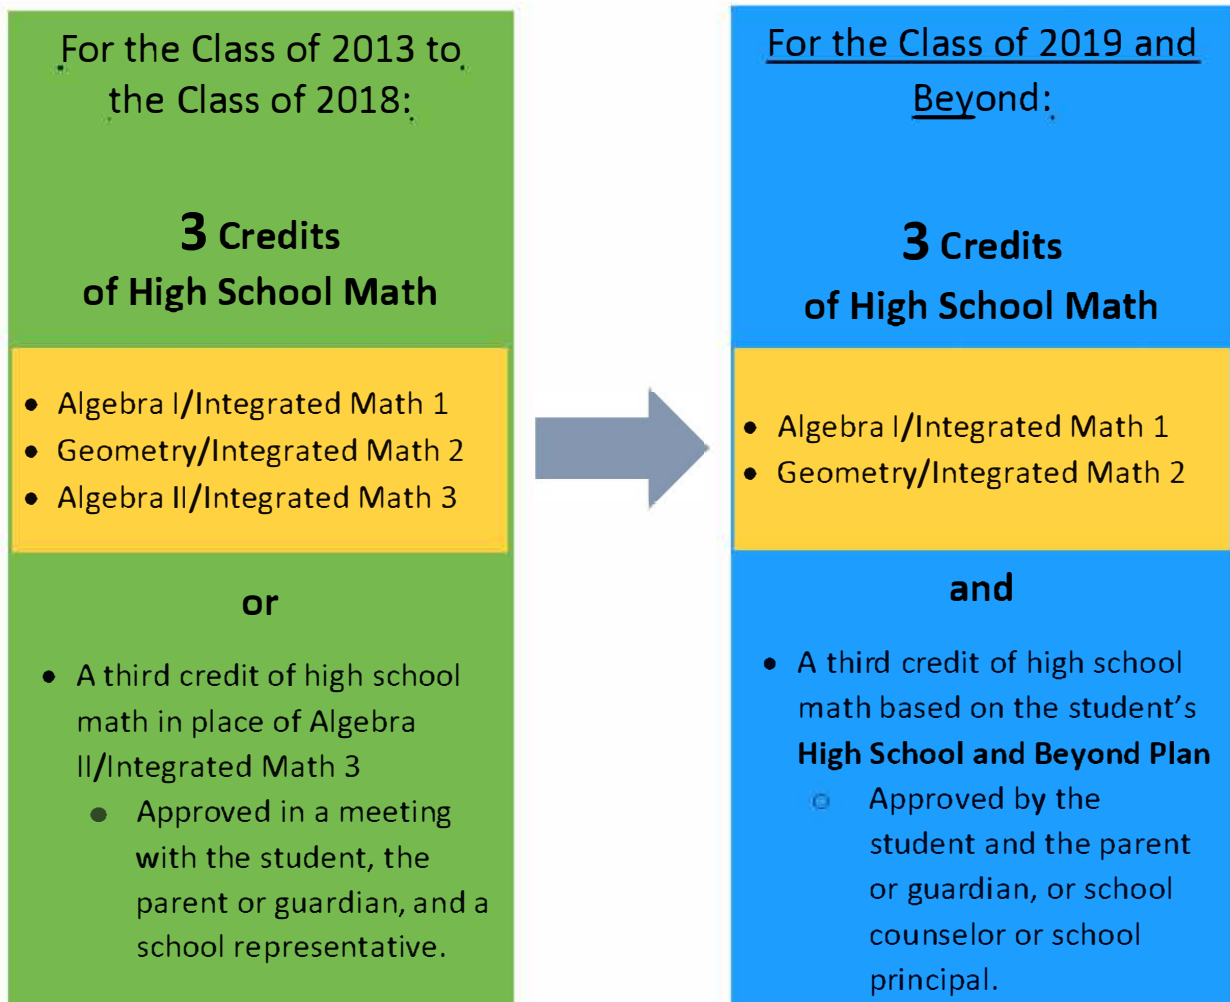 For the Class of 2013 to
the Class of 2018:
3 Credits
of High School Math
• Algebra I/Integrated Math 1
• Geometry/Integrated Math 2
• Algebra II/Integrated Math 3
or
• A third credit of high school
math in place of Algebra
II/Integrated Math 3
• Approved in a meeting
with the student, the
parent or guardian, and a
school representative.
For the Class of 2019 and
Beyond:
3 Credits
of High School Math
• Algebra I/Integrated Math 1
• Geometry/Integrated Math 2
and
• A third credit of high school
math based on the student’s
High School and Beyond Plan
○ Approved by the
student and the parent
or guardian, or school
counselor or school
principal.